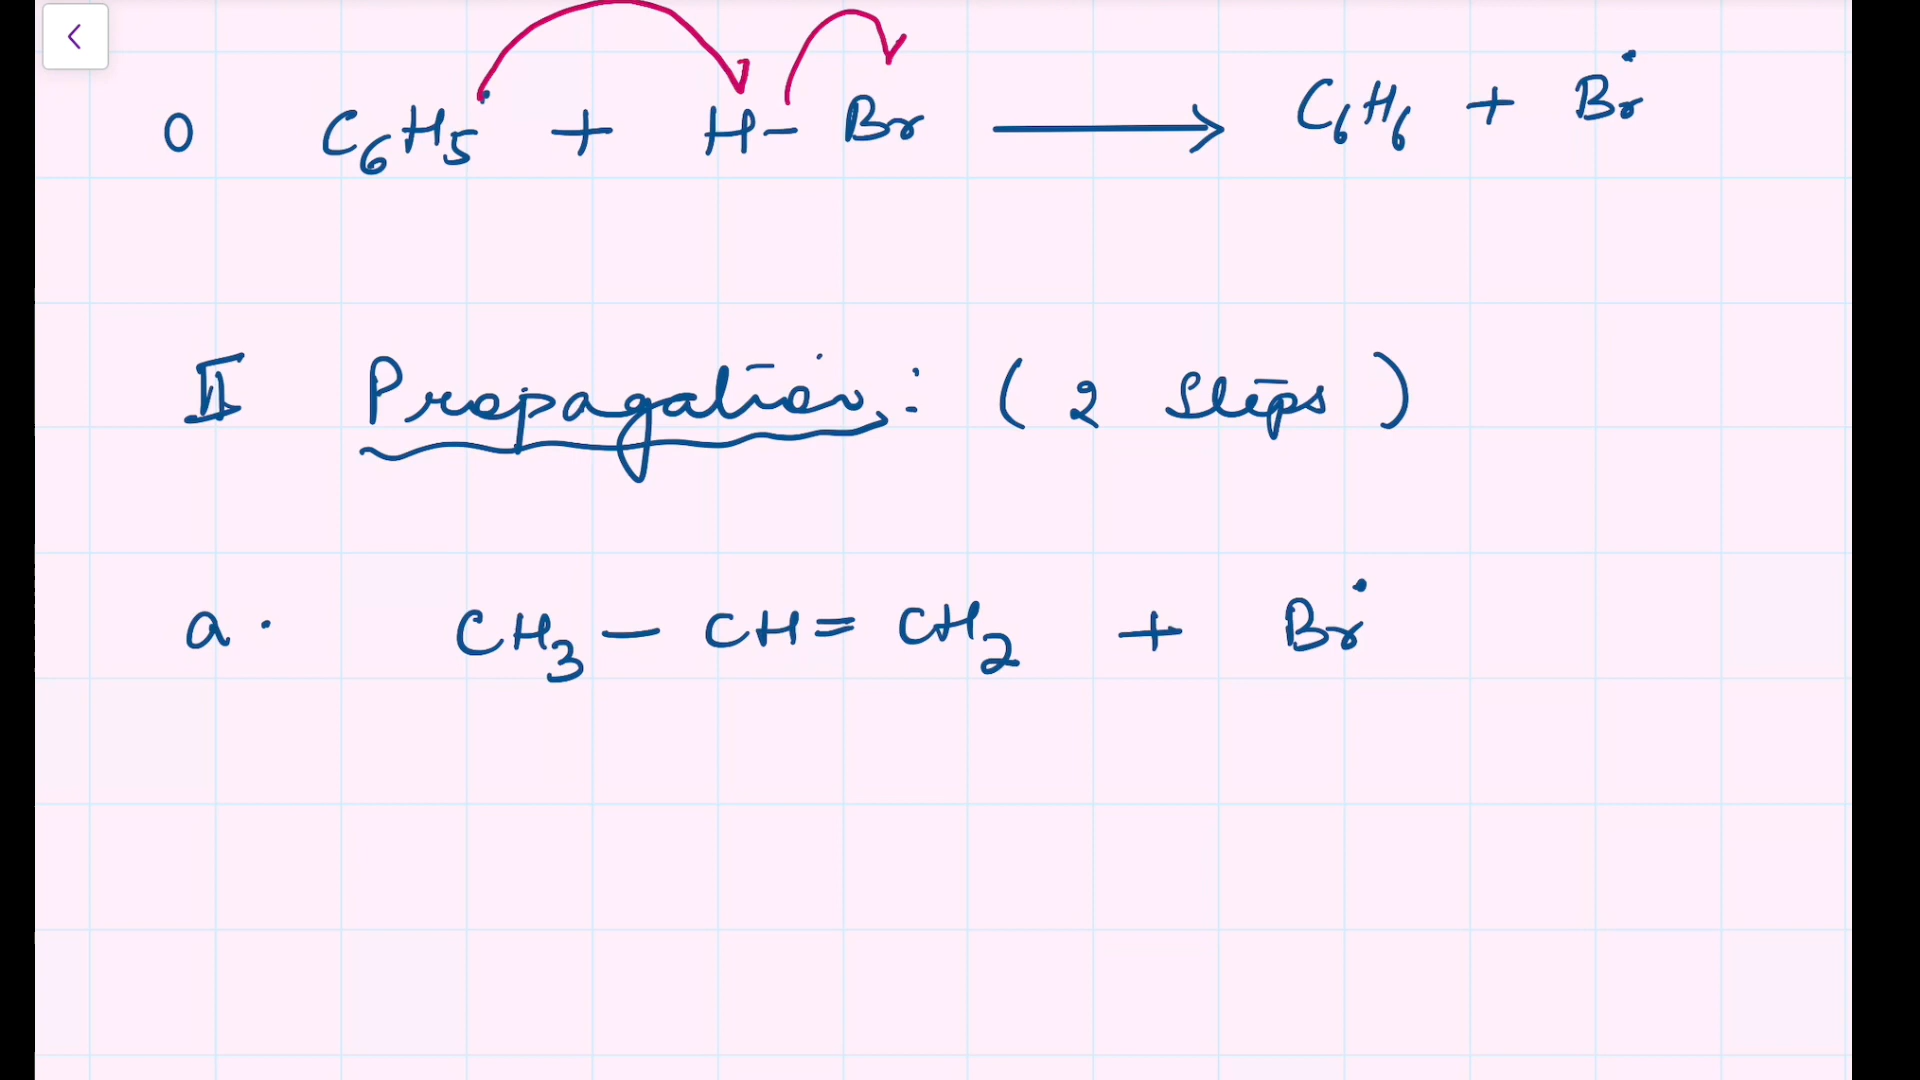 0 C₆H₅˙ + H - Br ⟶ C₆H₆ + Br˙
II Propagation : ( 2 Steps )
a . CH₃ — CH = CH₂ + Br˙